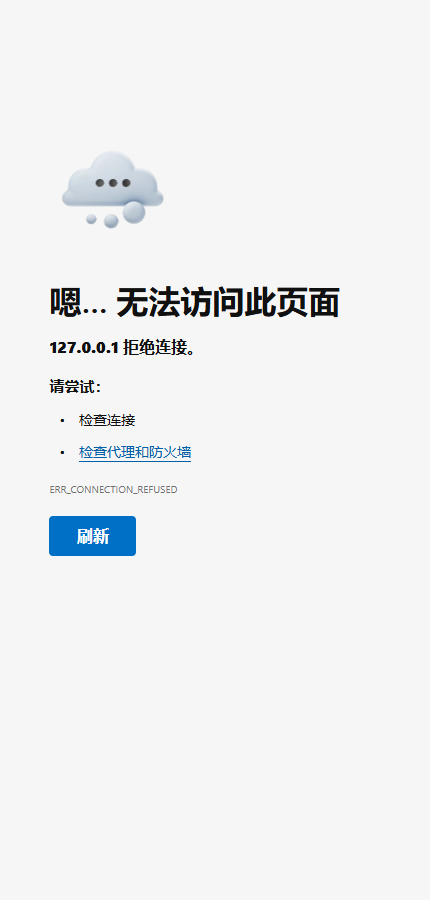 嗯... 无法访问此页面
127.0.0.1 拒绝连接。
请尝试：
• 检查连接
• 检查代理和防火墙
ERR_CONNECTION_REFUSED
刷新